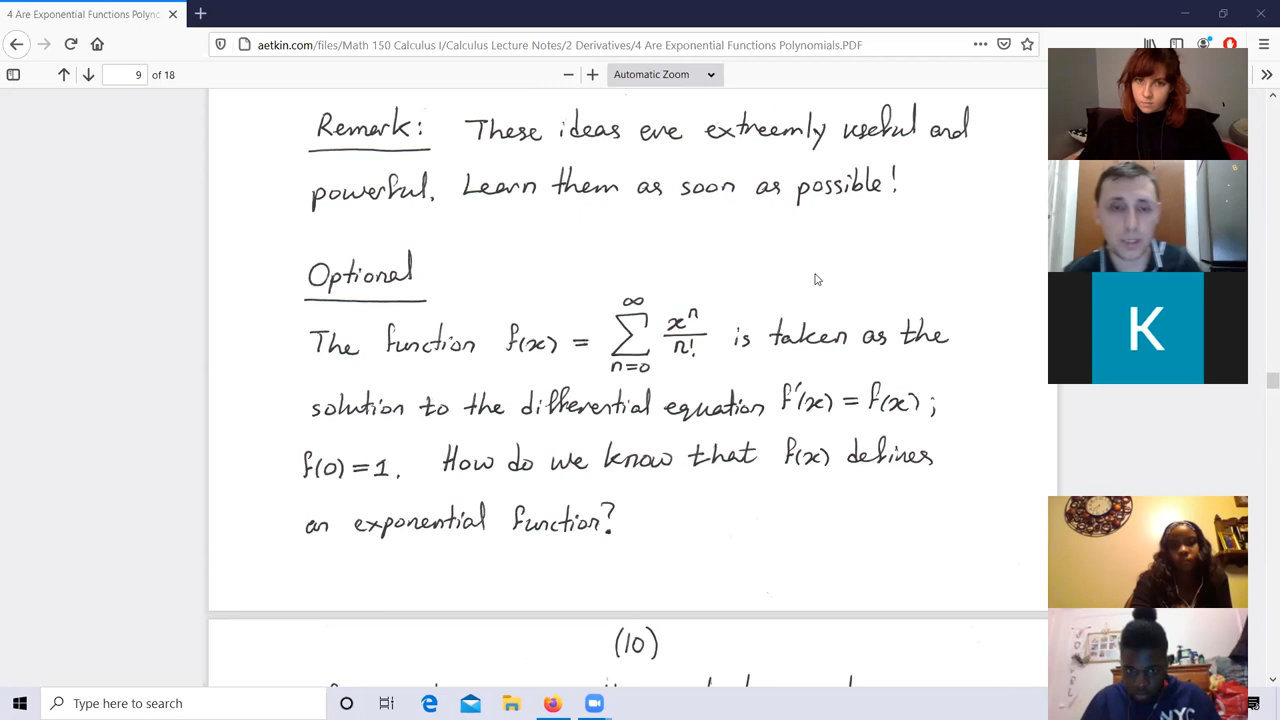 4 Are Exponential Functions Polync
aetkin.com/files/Math 150 Calculus I/Calculus Lecture Notes/2 Derivatives/4 Are Exponential Functions Polynomials.PDF
9 of 18
Automatic Zoom
Remark: These ideas are extreemly useful and
powerful. Learn them as soon as possible!
Optional
The function f(x) = ∑_{n=0}^{∞} x^n/n! is taken as the
solution to the differential equation f'(x) = f(x);
f(0) = 1. How do we know that f(x) defines
an exponential function?
(10)
K
NYC
Type here to search